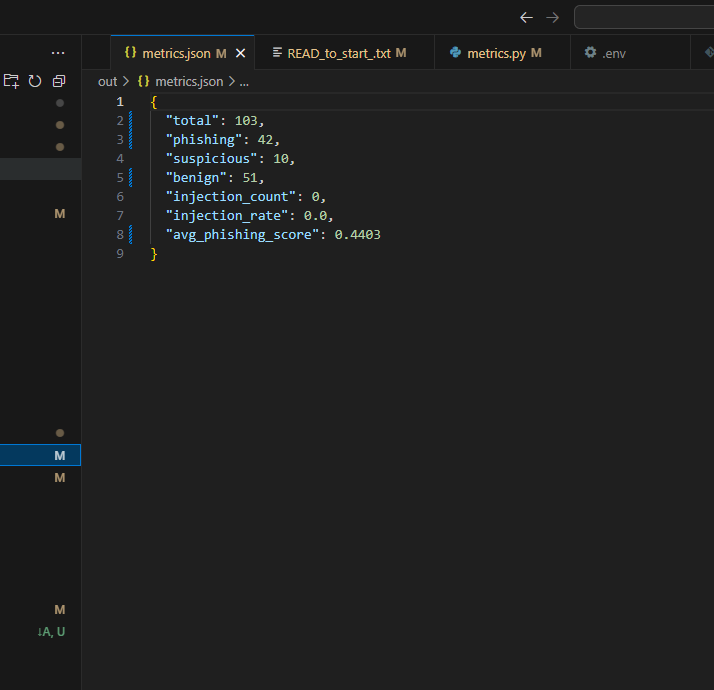 metrics.json M
READ_to_start_.txt M
metrics.py M
.env
out > {} metrics.json > ...
1 {
2 "total": 103,
3 "phishing": 42,
4 "suspicious": 10,
5 "benign": 51,
6 "injection_count": 0,
7 "injection_rate": 0.0,
8 "avg_phishing_score": 0.4403
9 }
M
M
M
M
↓A, U